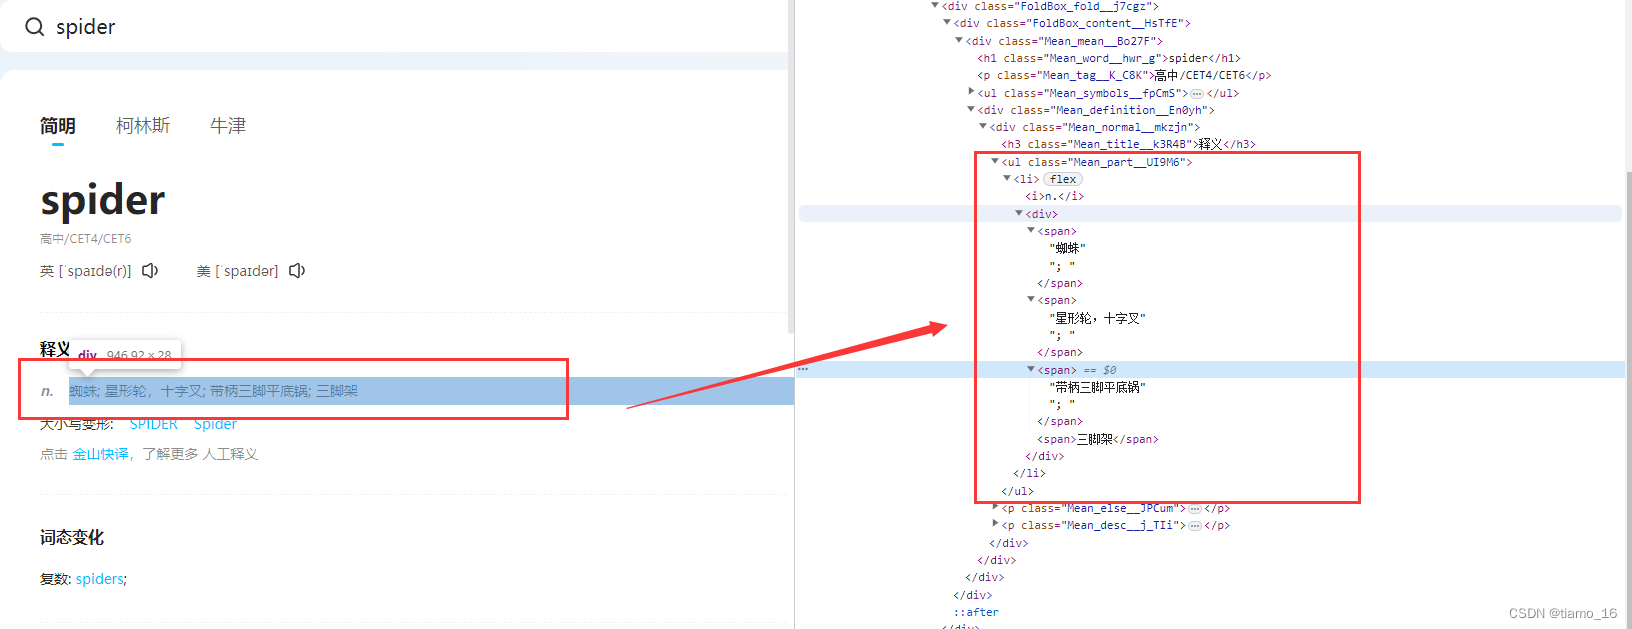 spider
简明 柯林斯 牛津
spider
高中/CET4/CET6
英 [ˈspaɪdə(r)] 美 [ˈspaɪdər]
释义
div 946.92 × 28
n. 蜘蛛; 星形轮，十字叉; 带柄三脚平底锅; 三脚架
大小写变形: SPIDER Spider
点击 金山快译，了解更多 人工释义
词态变化
复数: spiders;
<div class="FoldBox_fold__j7cgz">
<div class="FoldBox_content__HsTfE">
<div class="Mean_mean__Bo27F">
<h1 class="Mean_word__hwr_g">spider</h1>
<p class="Mean_tag__K_C8K">高中/CET4/CET6</p>
<ul class="Mean_symbols__fpCmS">⋯</ul>
<div class="Mean_definition__En0yh">
<div class="Mean_normal__mkzjn">
<h3 class="Mean_title__k3R4B">释义</h3>
<ul class="Mean_part__UI9M6">
<li> flex
<i>n.</i>
<div>
<span>
"蜘蛛"
"; "
</span>
<span>
"星形轮，十字叉"
"; "
</span>
<span> == $0
"带柄三脚平底锅"
"; "
</span>
<span>三脚架</span>
</div>
</li>
</ul>
<p class="Mean_else__JPCum">⋯</p>
<p class="Mean_desc__j_TIi">⋯</p>
</div>
</div>
</div>
</div>
::after
</div>
CSDN @tiamo_16